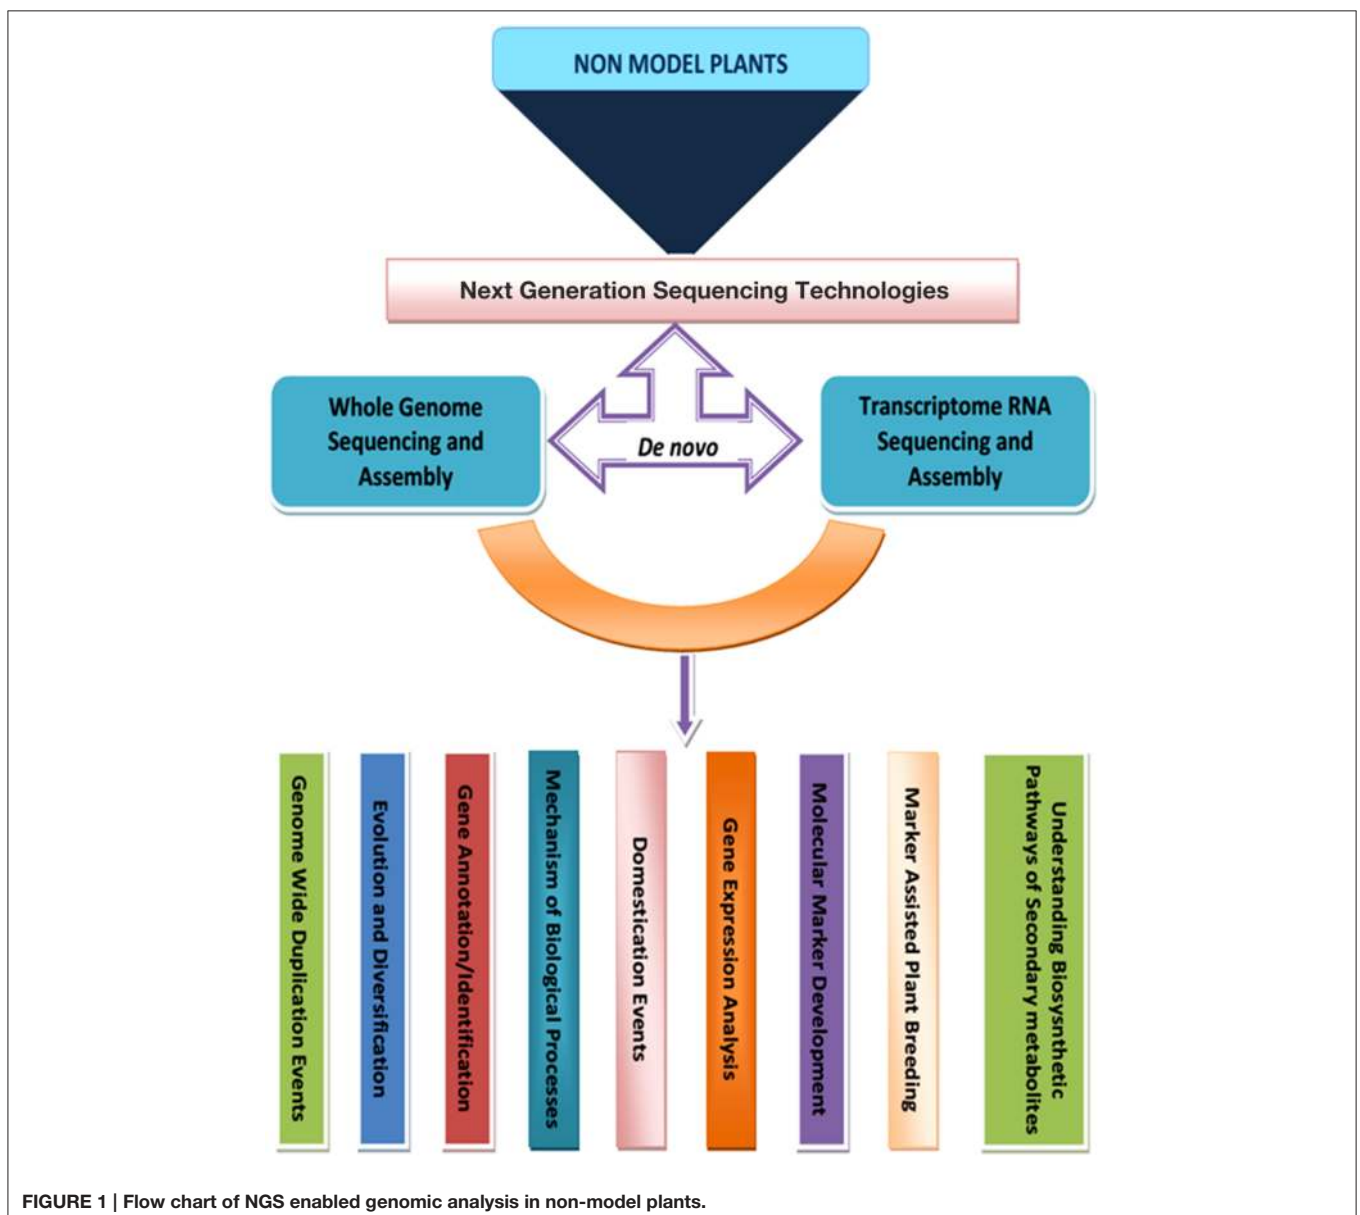 NON MODEL PLANTS
Next Generation Sequencing Technologies
Whole Genome
Sequencing and
Assembly
De novo
Transcriptome RNA
Sequencing and
Assembly
Genome Wide Duplication Events
Evolution and Diversification
Gene Annotation/Identification
Mechanism of Biological Processes
Domestication Events
Gene Expression Analysis
Molecular Marker Development
Marker Assisted Plant Breeding
Understanding Biosysnthetic
Pathways of Secondary metabolites
FIGURE 1 | Flow chart of NGS enabled genomic analysis in non-model plants.